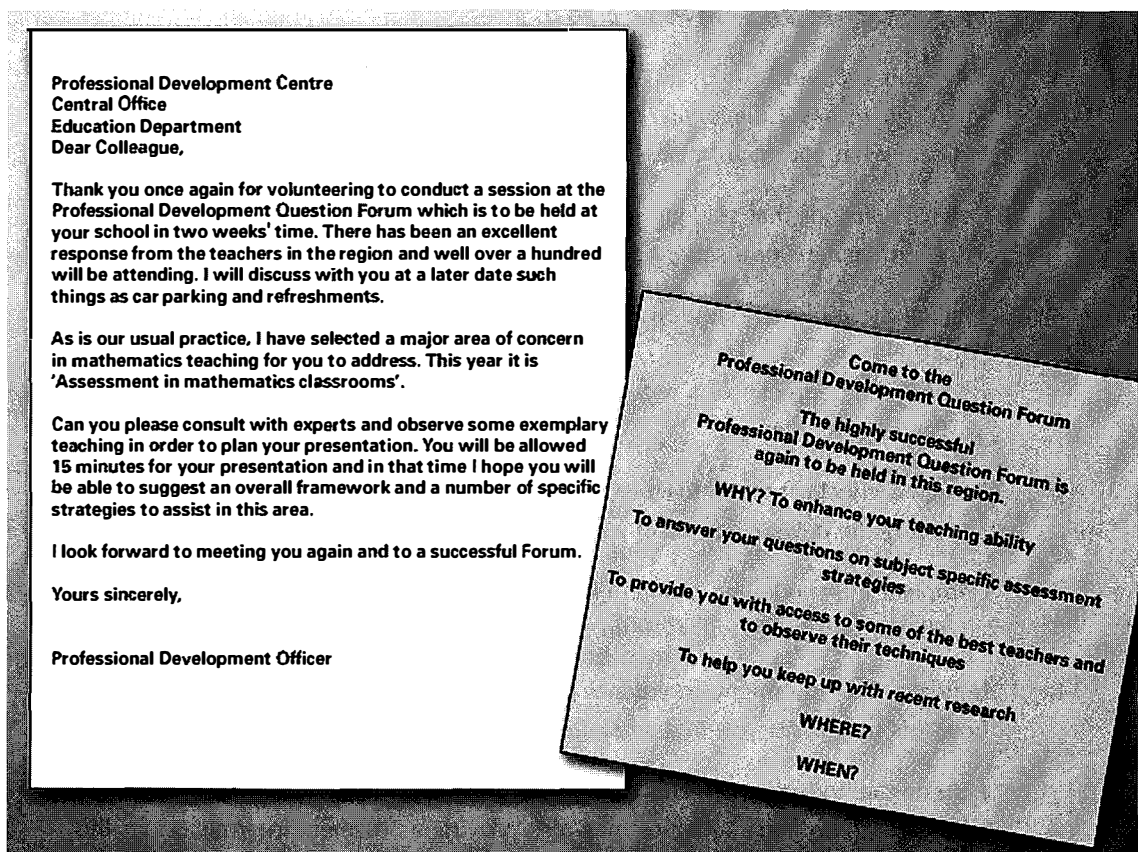 Professional Development Centre
Central Office
Education Department
Dear Colleague,
Thank you once again for volunteering to conduct a session at the
Professional Development Question Forum which is to be held at
your school in two weeks' time. There has been an excellent
response from the teachers in the region and well over a hundred
will be attending. I will discuss with you at a later date such
things as car parking and refreshments.
As is our usual practice, I have selected a major area of concern
in mathematics teaching for you to address. This year it is
'Assessment in mathematics classrooms'.
Can you please consult with experts and observe some exemplary
teaching in order to plan your presentation. You will be allowed
15 minutes for your presentation and in that time I hope you will
be able to suggest an overall framework and a number of specific
strategies to assist in this area.
I look forward to meeting you again and to a successful Forum.
Yours sincerely,
Professional Development Officer
Come to the
Professional Development Question Forum
The highly successful
Professional Development Question Forum is
again to be held in this region.
WHY? To enhance your teaching ability
To answer your questions on subject specific assessment
strategies
To provide you with access to some of the best teachers and
to observe their techniques
To help you keep up with recent research
WHERE?
WHEN?